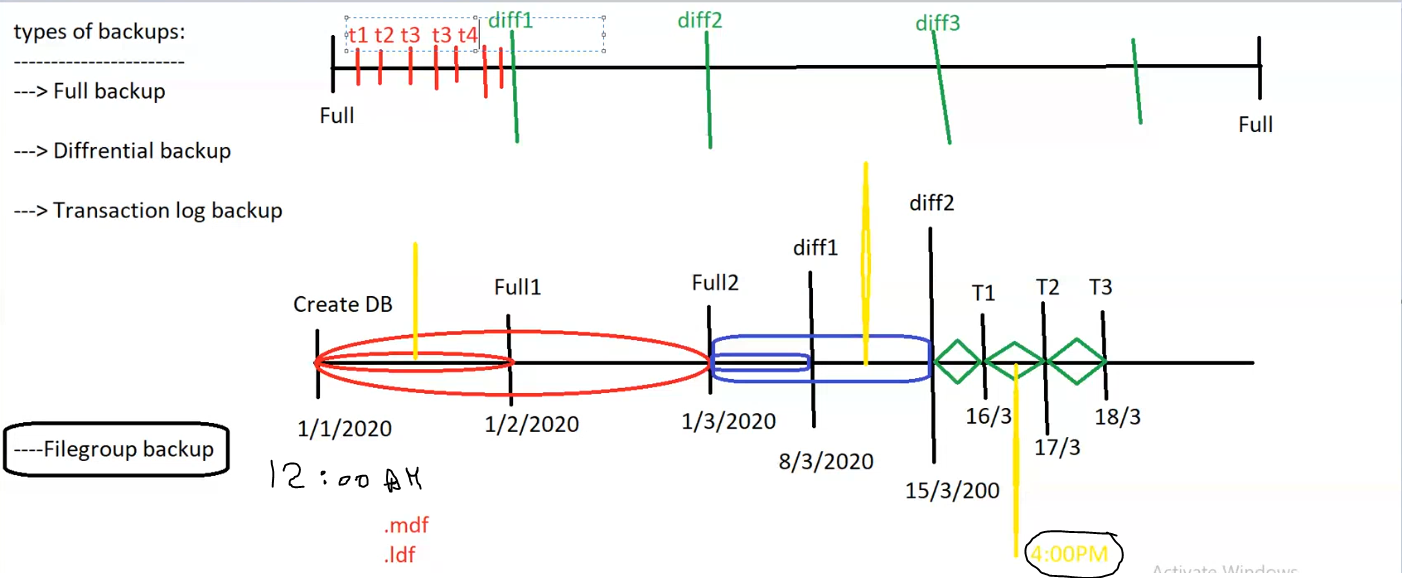 types of backups:
----------------------
---> Full backup
---> Diffrential backup
---> Transaction log backup
----Filegroup backup
t1 t2 t3 t3 t4
diff1
diff2
diff3
Full
Full
Create DB
Full1
Full2
diff1
diff2
T1
T2
T3
1/1/2020
1/2/2020
1/3/2020
8/3/2020
15/3/200
16/3
17/3
18/3
12:00 AM
.mdf
.ldf
4:00PM
Activate Windows